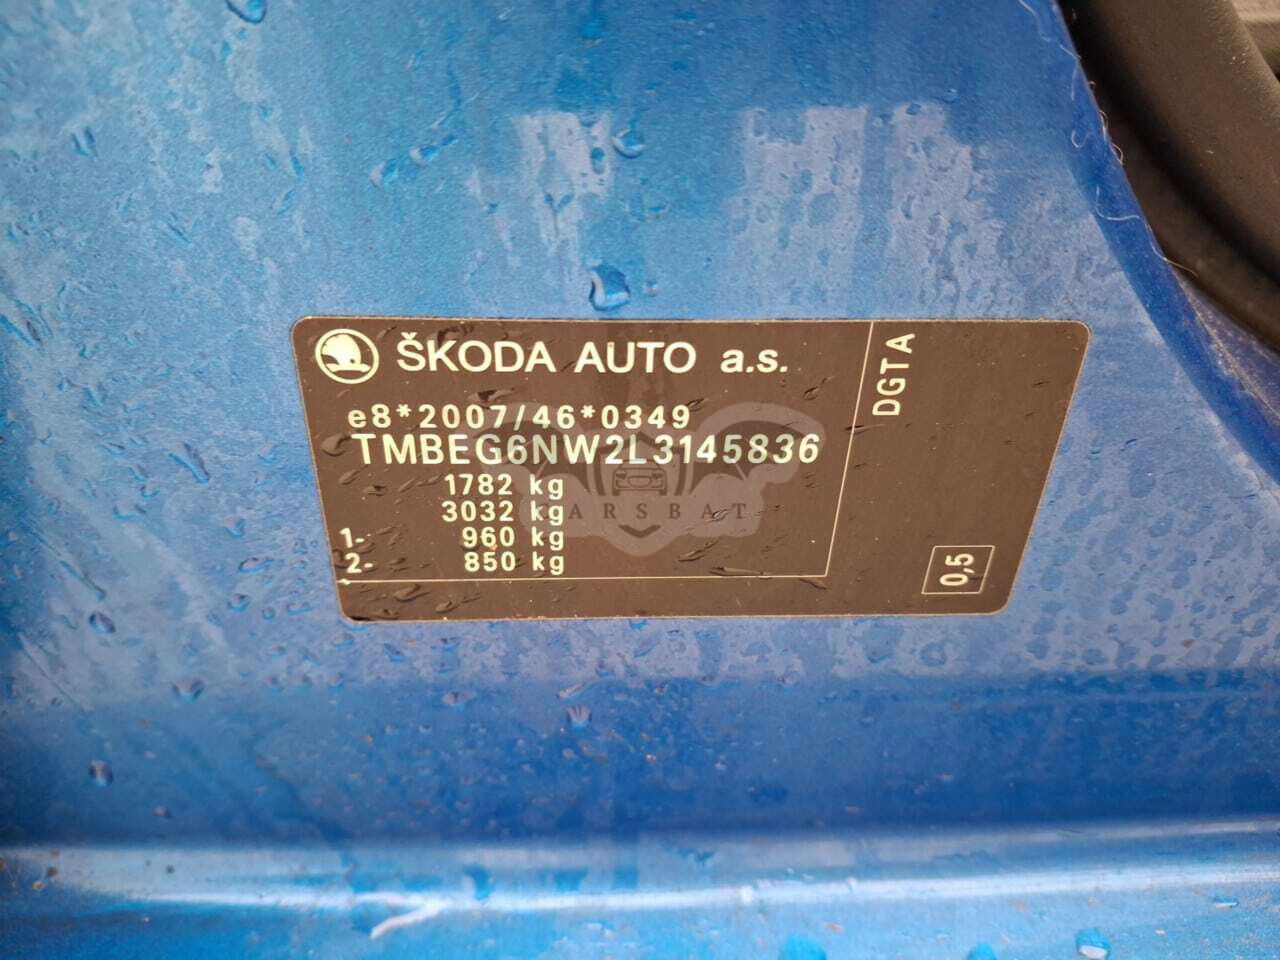 ŠKODA AUTO a.s.
e8*2007/46*0349
TMBEG6NW2L3145836
1782 kg
3032 kg
1- 960 kg
2- 850 kg
DGTA
0,5
CARSBAT